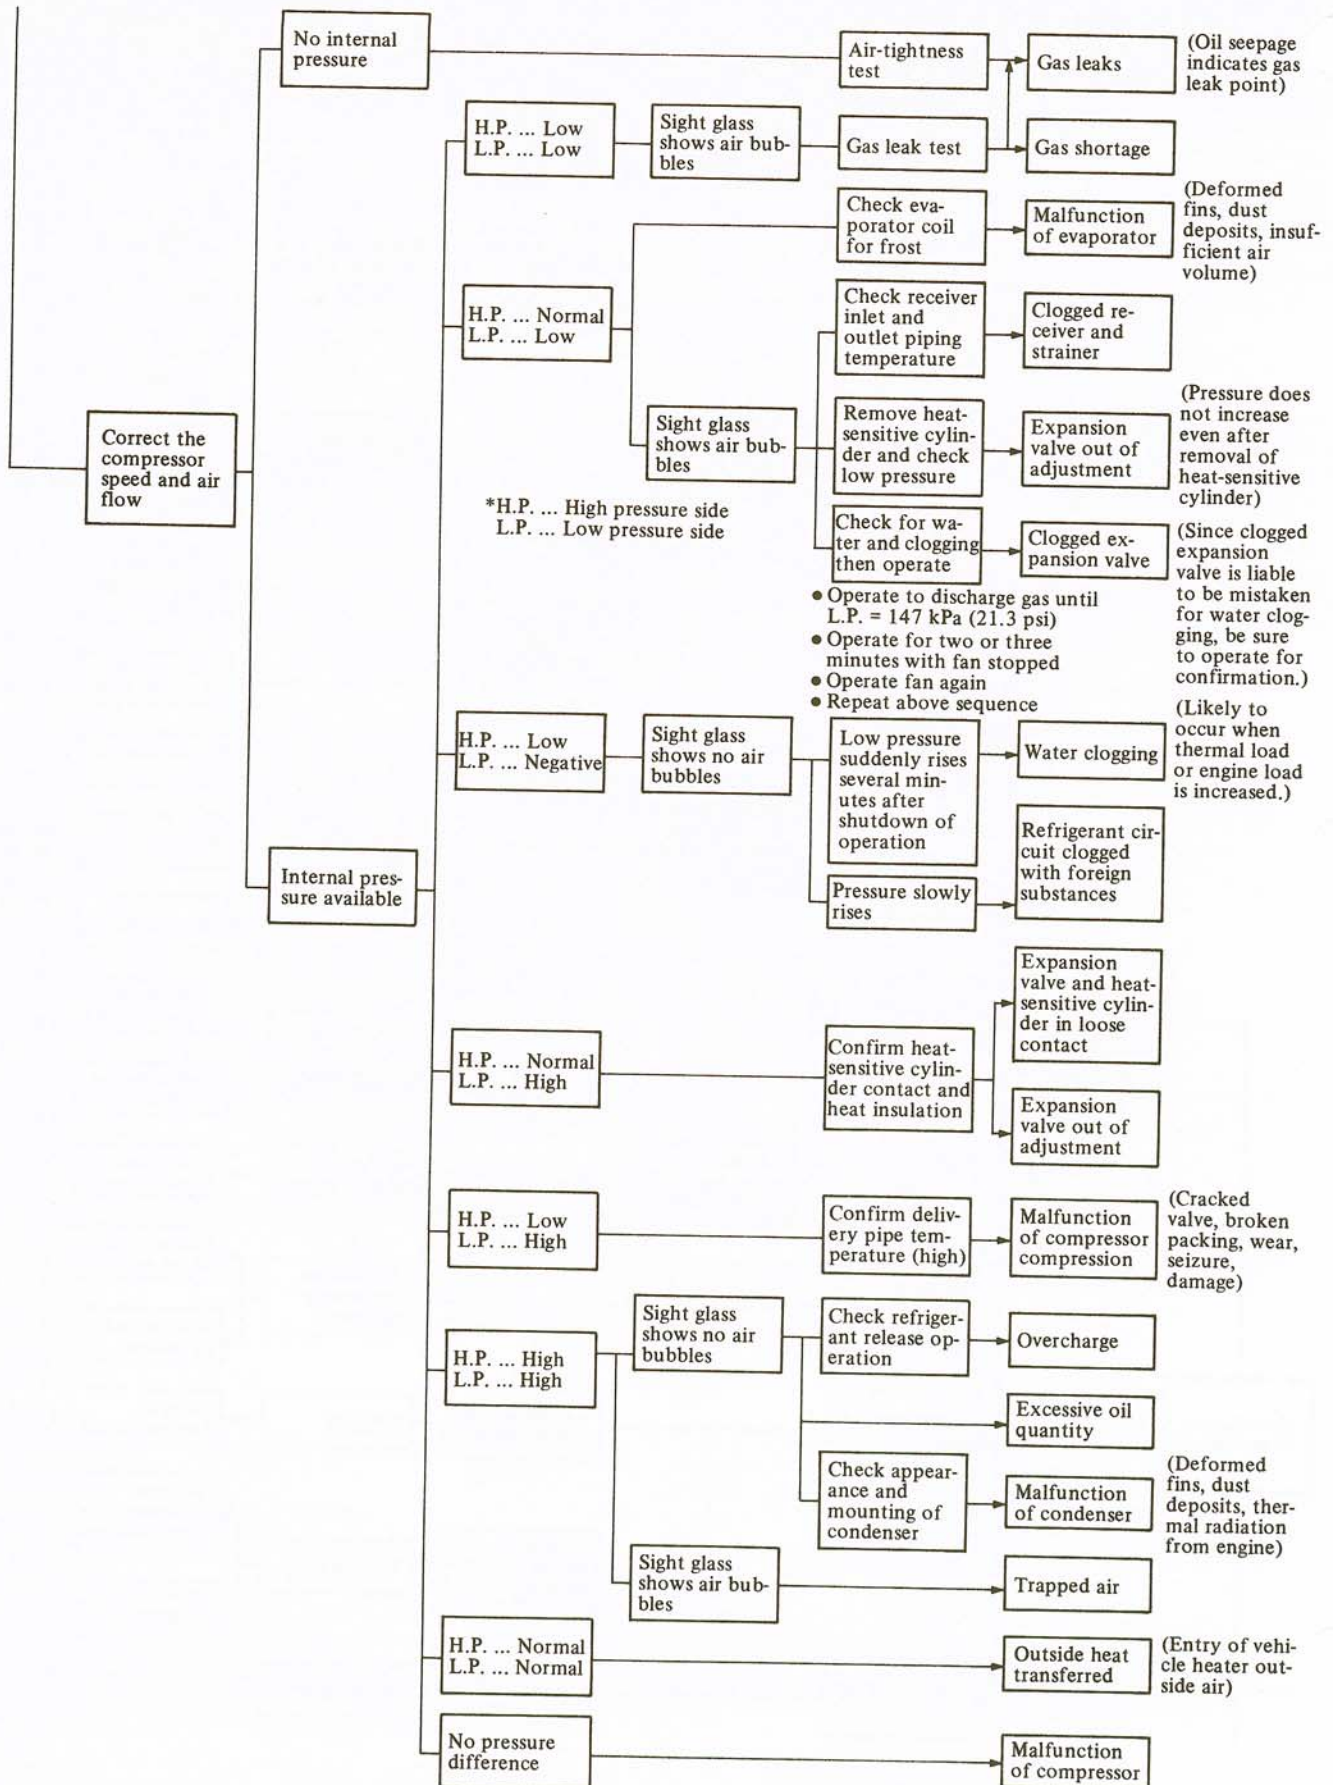 No internal
pressure
Air-tightness
test
Gas leaks
(Oil seepage
indicates gas
leak point)
H.P. ... Low
L.P. ... Low
Sight glass
shows air bub-
bles
Gas leak test
Gas shortage
Check eva-
porator coil
for frost
Malfunction
of evaporator
(Deformed
fins, dust
deposits, insuf-
ficient air
volume)
H.P. ... Normal
L.P. ... Low
Check receiver
inlet and
outlet piping
temperature
Clogged re-
ceiver and
strainer
Correct the
compressor
speed and air
flow
Sight glass
shows air bub-
bles
Remove heat-
sensitive cylin-
der and check
low pressure
Expansion
valve out of
adjustment
(Pressure does
not increase
even after
removal of
heat-sensitive
cylinder)
*H.P. ... High pressure side
L.P. ... Low pressure side
Check for wa-
ter and clogging
then operate
Clogged ex-
pansion valve
(Since clogged
expansion
valve is liable
to be mistaken
for water clog-
ging, be sure
to operate for
confirmation.)
• Operate to discharge gas until
L.P. = 147 kPa (21.3 psi)
• Operate for two or three
minutes with fan stopped
• Operate fan again
• Repeat above sequence
H.P. ... Low
L.P. ... Negative
Sight glass
shows no air
bubbles
Low pressure
suddenly rises
several min-
utes after
shutdown of
operation
Water clogging
(Likely to
occur when
thermal load
or engine load
is increased.)
Internal pres-
sure available
Pressure slowly
rises
Refrigerant cir-
cuit clogged
with foreign
substances
H.P. ... Normal
L.P. ... High
Confirm heat-
sensitive cylin-
der contact and
heat insulation
Expansion
valve and heat-
sensitive cylin-
der in loose
contact
Expansion
valve out of
adjustment
H.P. ... Low
L.P. ... High
Confirm deliv-
ery pipe tem-
perature (high)
Malfunction
of compressor
compression
(Cracked
valve, broken
packing, wear,
seizure,
damage)
H.P. ... High
L.P. ... High
Sight glass
shows no air
bubbles
Check refriger-
ant release op-
eration
Overcharge
Excessive oil
quantity
Check appear-
ance and
mounting of
condenser
Malfunction
of condenser
(Deformed
fins, dust
deposits, ther-
mal radiation
from engine)
Sight glass
shows air bub-
bles
Trapped air
H.P. ... Normal
L.P. ... Normal
Outside heat
transferred
(Entry of vehi-
cle heater out-
side air)
No pressure
difference
Malfunction
of compressor